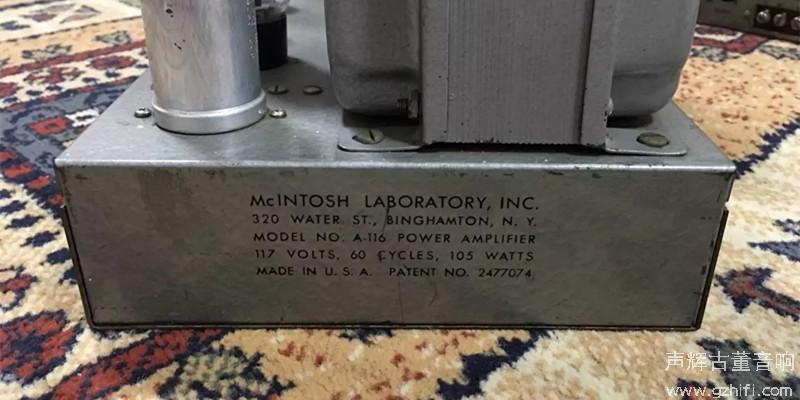 McINTOSH LABORATORY, INC.
320 WATER ST., BINGHAMTON, N. Y.
MODEL NO. A-116 POWER AMPLIFIER
117 VOLTS, 60 CYCLES, 105 WATTS
MADE IN U. S. A. PATENT NO. 2477074
声辉古董音响
www.gzhifi.com